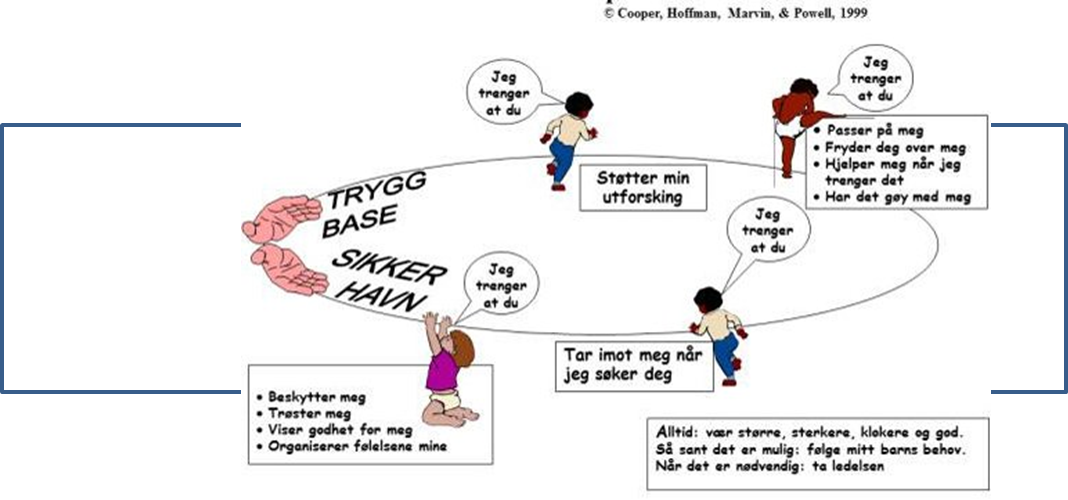 © Cooper, Hoffman, Marvin, & Powell, 1999
Jeg
trenger
at du
Jeg
trenger
at du
• Passer på meg
• Fryder deg over meg
• Hjelper meg når jeg
trenger det
• Har det gøy med meg
Støtter min
utforsking
TRYGG
BASE
SIKKER
HAVN
Jeg
trenger
at du
Jeg
trenger
at du
Tar imot meg når
jeg søker deg
• Beskytter meg
• Trøster meg
• Viser godhet for meg
• Organiserer følelsene mine
Alltid: vær større, sterkere, klokere og god.
Så sant det er mulig: følge mitt barns behov.
Når det er nødvendig: ta ledelsen